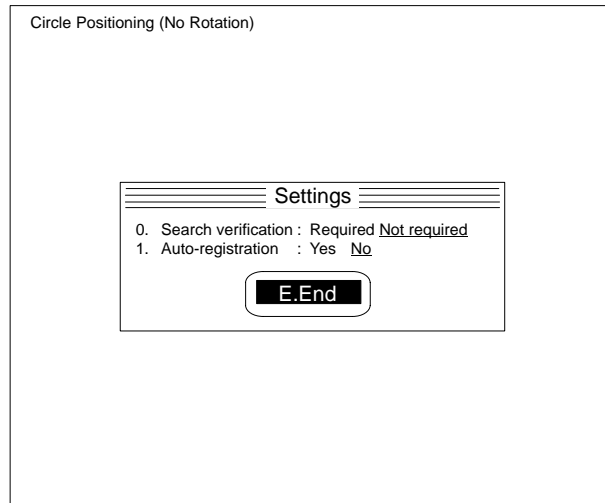 Circle Positioning (No Rotation)
Settings
0. Search verification : Required Not required
1. Auto-registration : Yes No
E.End